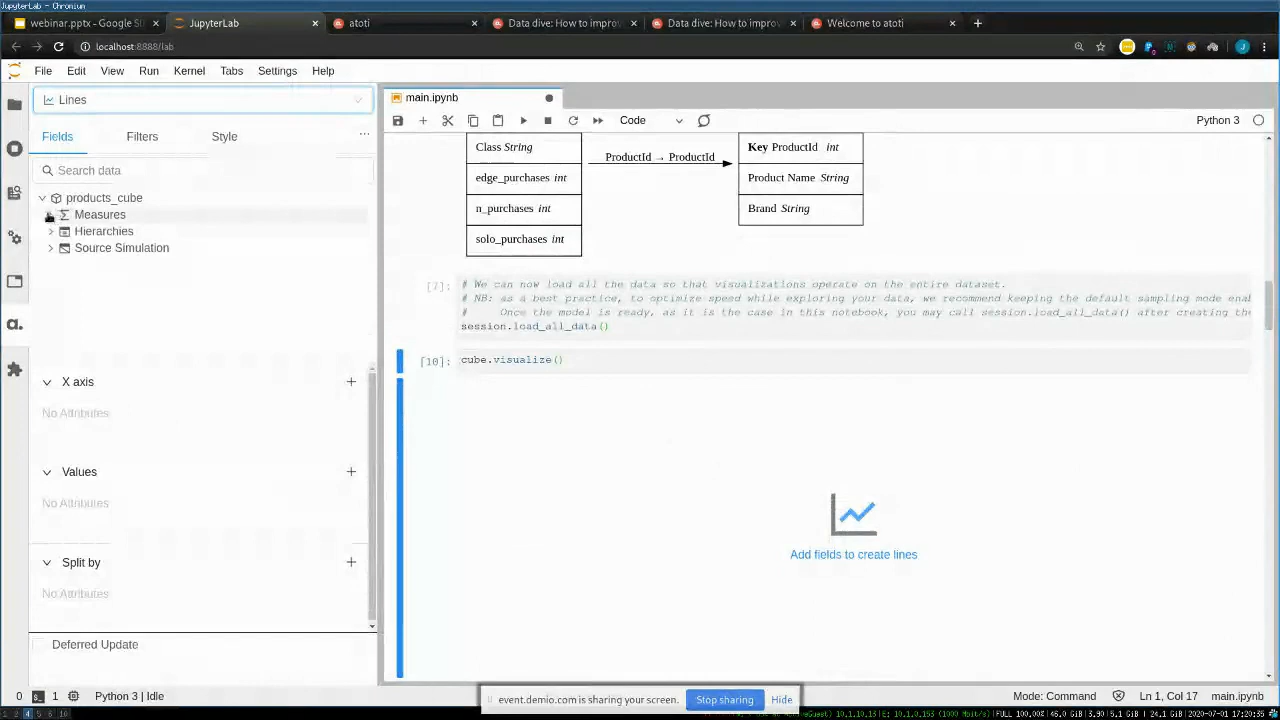 JupyterLab - Chromium
webinar.pptx - Google Sl
JupyterLab
atoti
Data dive: How to improv
Data dive: How to improv
Welcome to atoti
localhost:8888/lab
File Edit View Run Kernel Tabs Settings Help
Lines
main.ipynb
Code
Python 3
Fields
Filters
Style
Search data
products_cube
Measures
Hierarchies
Source Simulation
Class String
edge_purchases int
n_purchases int
solo_purchases int
ProductId → ProductId
Key ProductId int
Product Name String
Brand String
[7]:
# We can now load all the data so that visualizations operate on the entire dataset.
# NB: as a best practice, to optimize speed while exploring your data, we recommend keeping the default sampling mode enab
# Once the model is ready, as it is the case in this notebook, you may call session.load_all_data() after creating the
session.load_all_data()
[10]:
cube.visualize()
Add fields to create lines
X axis
No Attributes
Values
No Attributes
Split by
No Attributes
Deferred Update
0
1
Python 3 | Idle
event.demio.com is sharing your screen.
Stop sharing
Hide
Mode: Command
Ln 1, Col 17
main.ipynb
2020-07-01 17:20:35